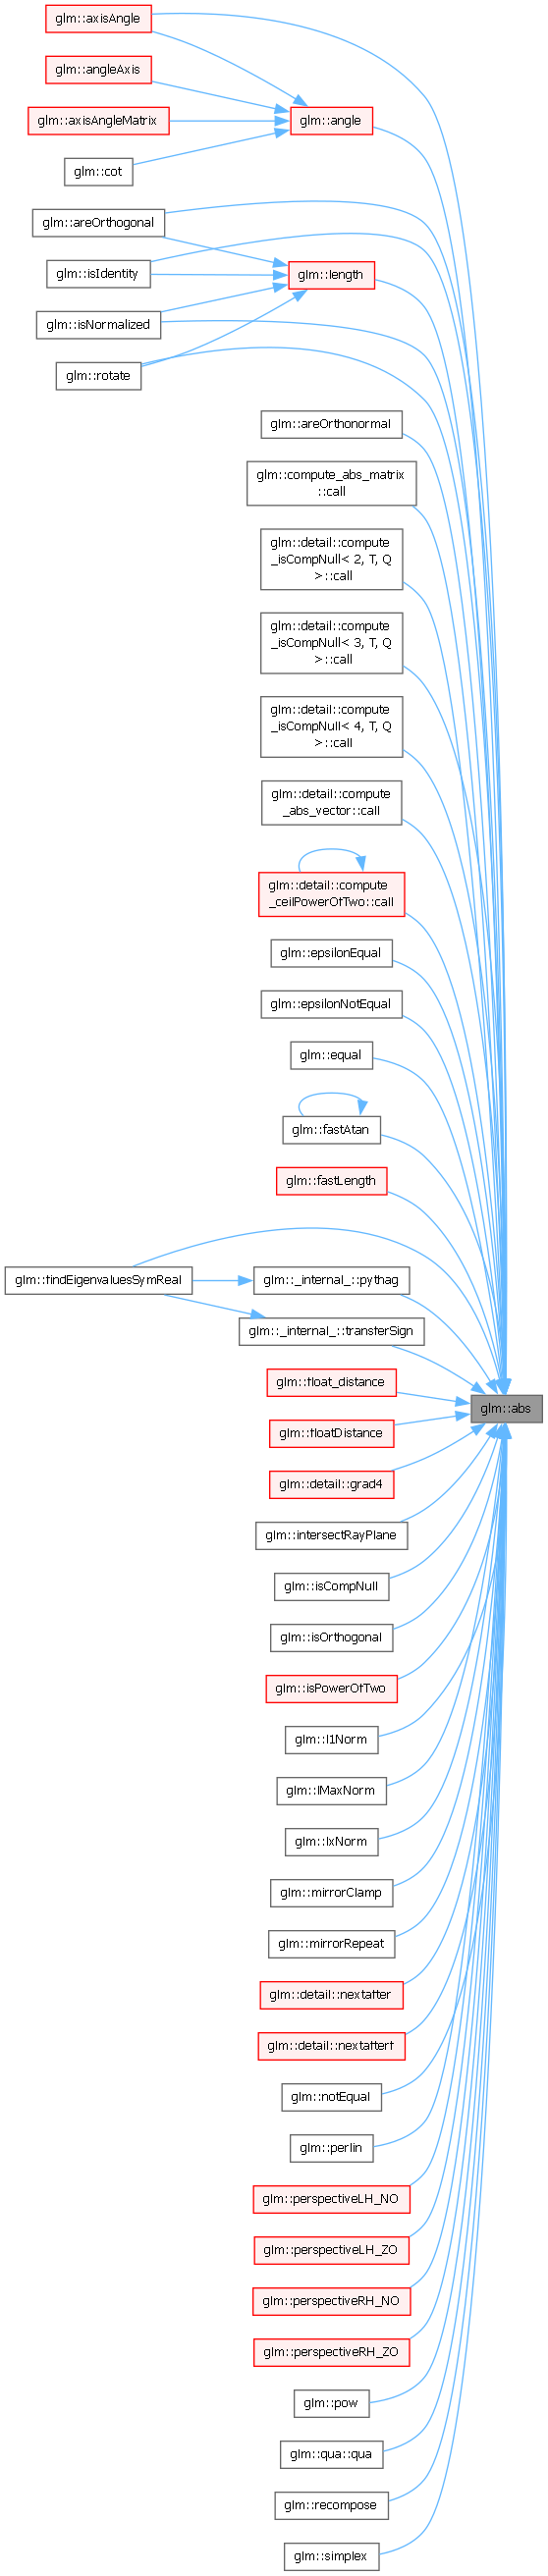 glm::axisAngle
glm::angleAxis
glm::axisAngleMatrix
glm::angle
glm::cot
glm::areOrthogonal
glm::isIdentity
glm::length
glm::isNormalized
glm::rotate
glm::areOrthonormal
glm::compute_abs_matrix
::call
glm::detail::compute
_isCompNull< 2, T, Q
>::call
glm::detail::compute
_isCompNull< 3, T, Q
>::call
glm::detail::compute
_isCompNull< 4, T, Q
>::call
glm::detail::compute
_abs_vector::call
glm::detail::compute
_ceilPowerOfTwo::call
glm::epsilonEqual
glm::epsilonNotEqual
glm::equal
glm::fastAtan
glm::fastLength
glm::findEigenvaluesSymReal
glm::_internal_::pythag
glm::_internal_::transferSign
glm::float_distance
glm::abs
glm::floatDistance
glm::detail::grad4
glm::intersectRayPlane
glm::isCompNull
glm::isOrthogonal
glm::isPowerOfTwo
glm::l1Norm
glm::lMaxNorm
glm::lxNorm
glm::mirrorClamp
glm::mirrorRepeat
glm::detail::nextafter
glm::detail::nextafterf
glm::notEqual
glm::perlin
glm::perspectiveLH_NO
glm::perspectiveLH_ZO
glm::perspectiveRH_NO
glm::perspectiveRH_ZO
glm::pow
glm::qua::qua
glm::recompose
glm::simplex